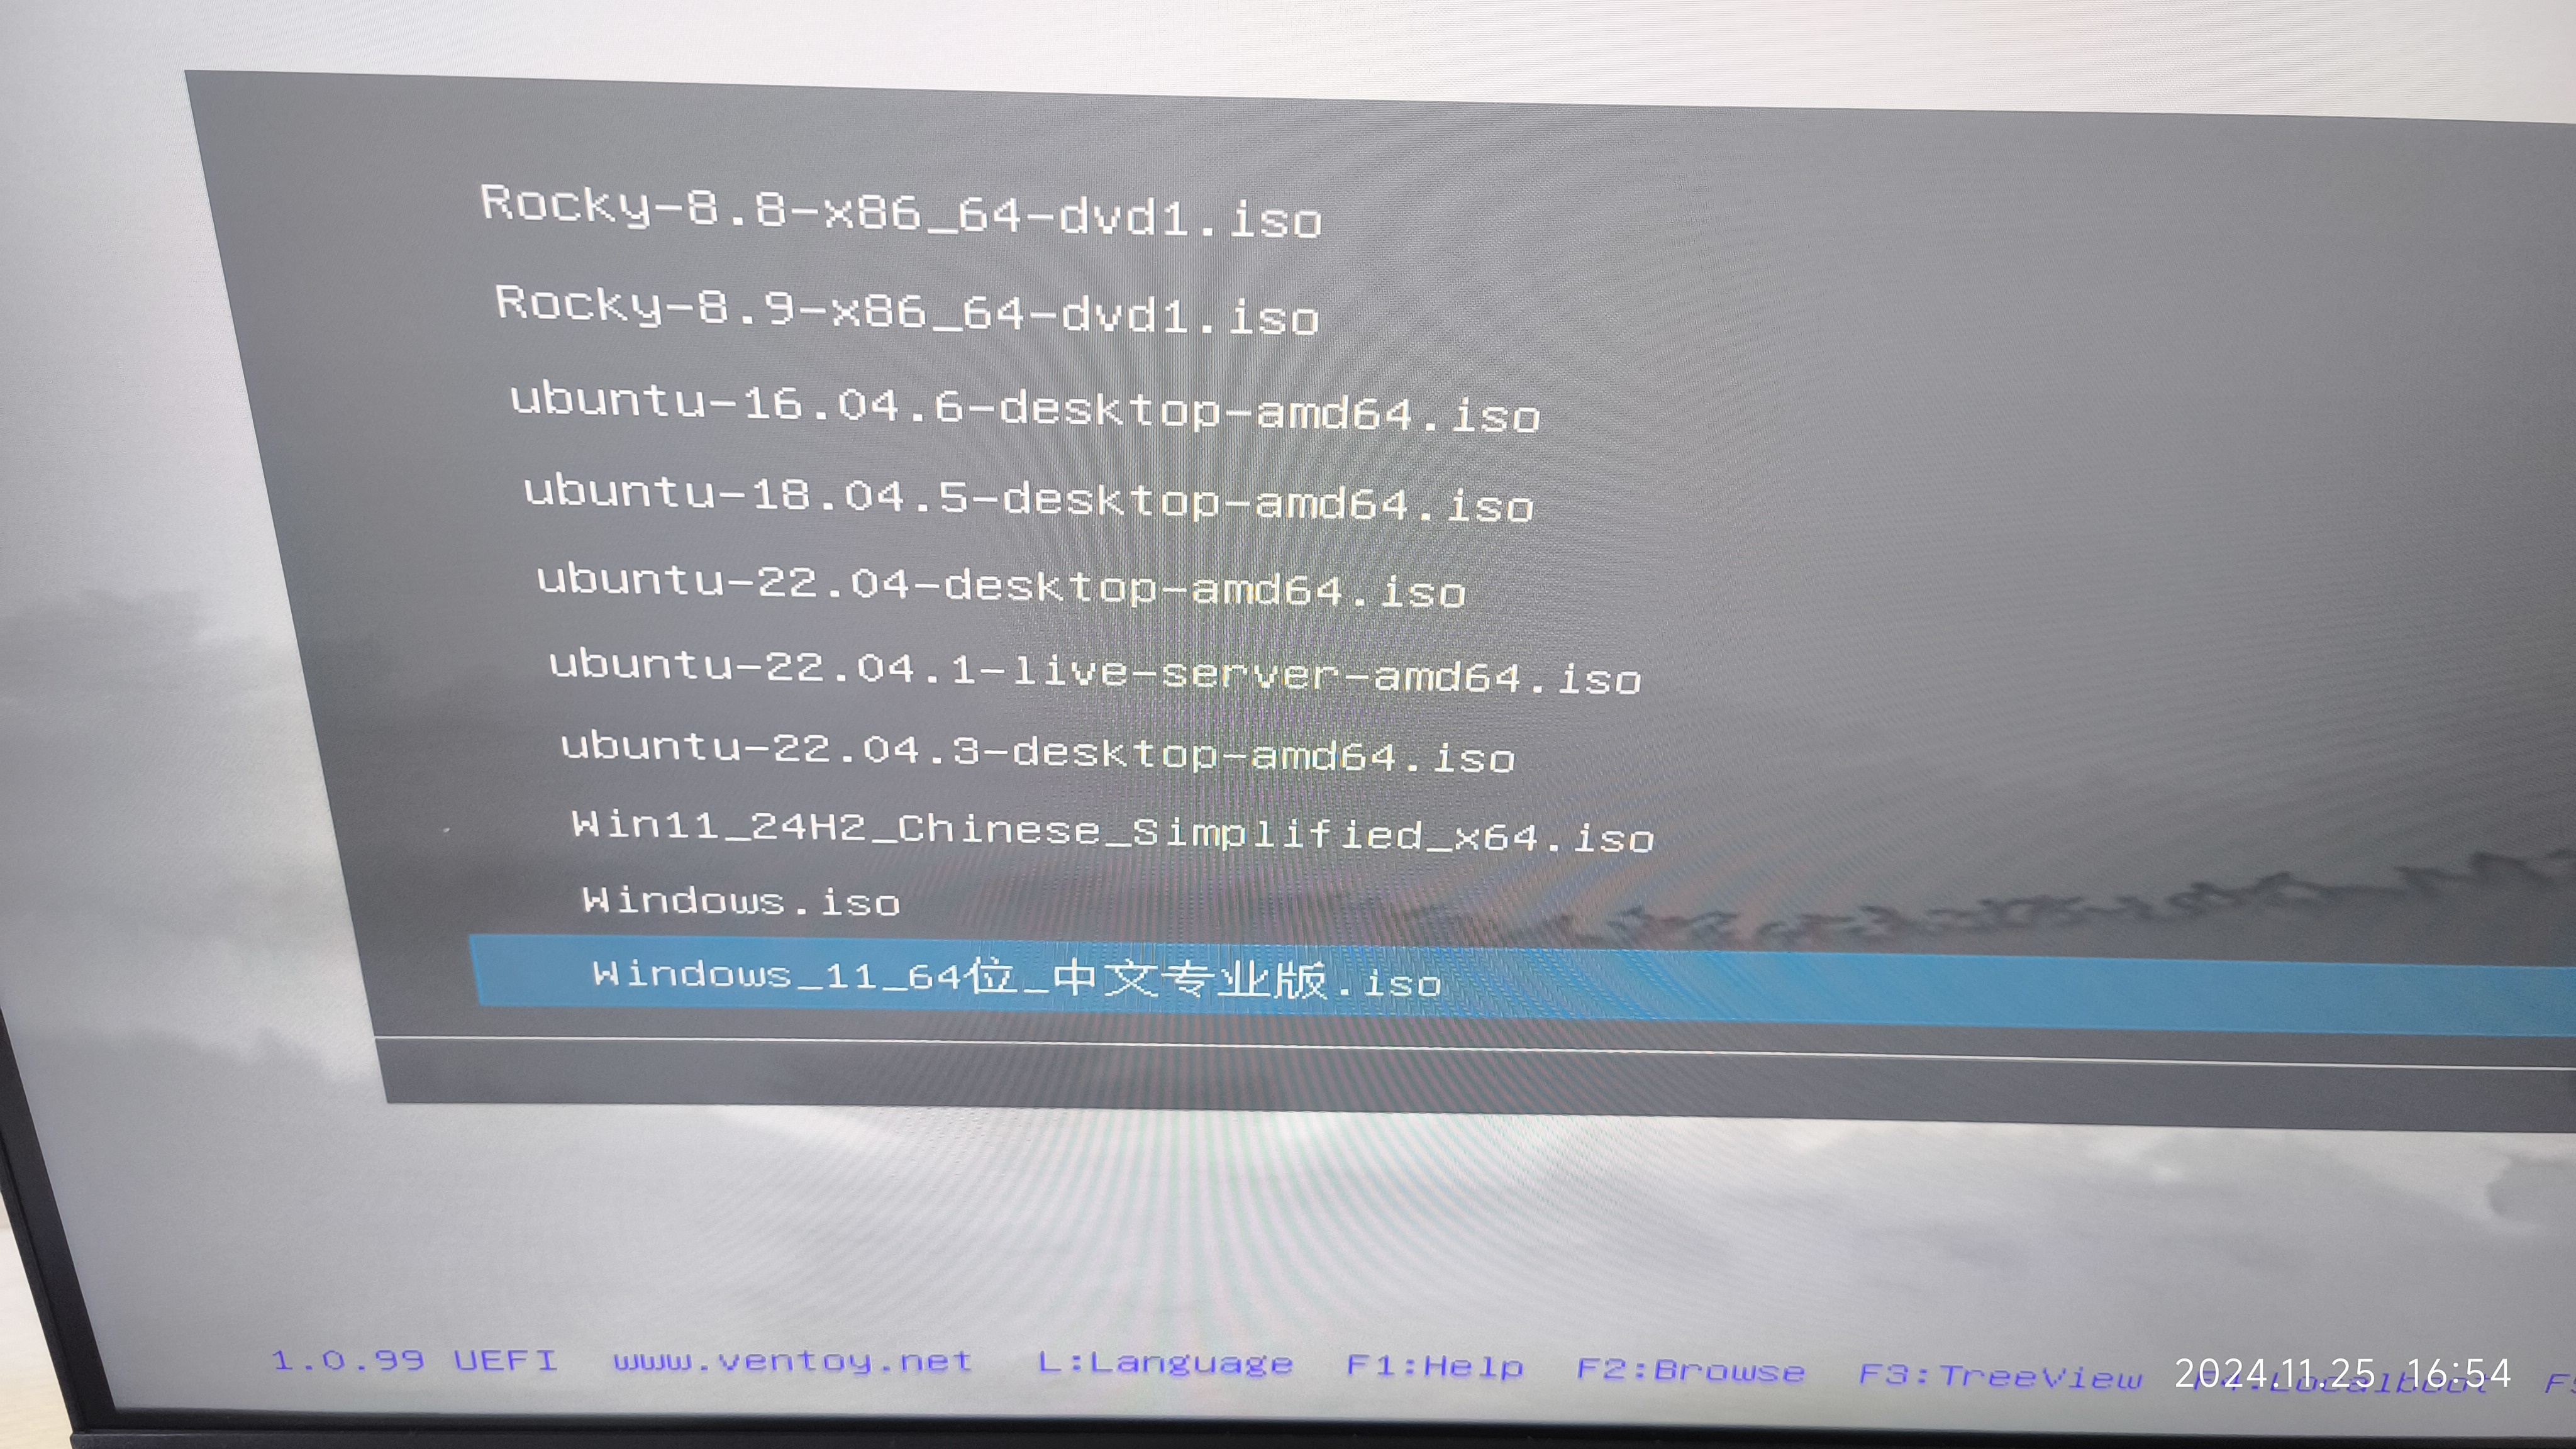 Rocky-8.8-x86_64-dvd1.iso
Rocky-8.9-x86_64-dvd1.iso
ubuntu-16.04.6-desktop-amd64.iso
ubuntu-18.04.5-desktop-amd64.iso
ubuntu-22.04-desktop-amd64.iso
ubuntu-22.04.1-live-server-amd64.iso
ubuntu-22.04.3-desktop-amd64.iso
Win11_24H2_Chinese_Simplified_x64.iso
Windows.iso
Windows_11_64位_中文专业版.iso
1.0.99 UEFI www.ventoy.net L:Language F1:Help F2:Browse F3:TreeView F4:Localboot
2024.11.25 16:54